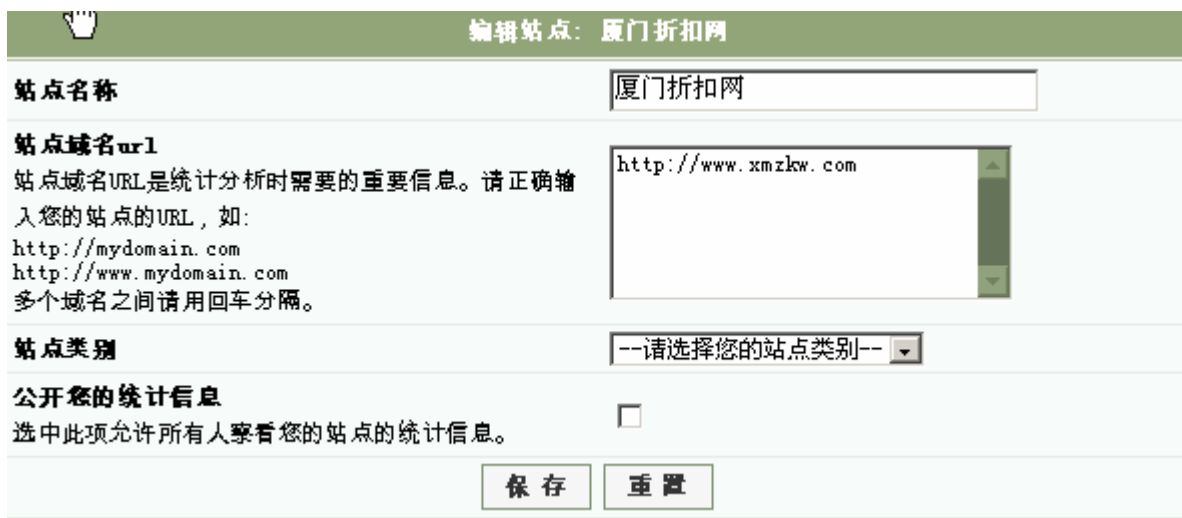 编辑站点: 厦门折扣网
站点名称
厦门折扣网
站点域名url
站点域名URL是统计分析时需要的重要信息。请正确输
入您的站点的URL,如:
http://mydomain.com
http://www.mydomain.com
多个域名之间请用回车分隔。
http://www.xmzkw.com
站点类别
--请选择您的站点类别--
公开您的统计信息
选中此项允许所有人察看您的站点的统计信息。
保 存
重 置